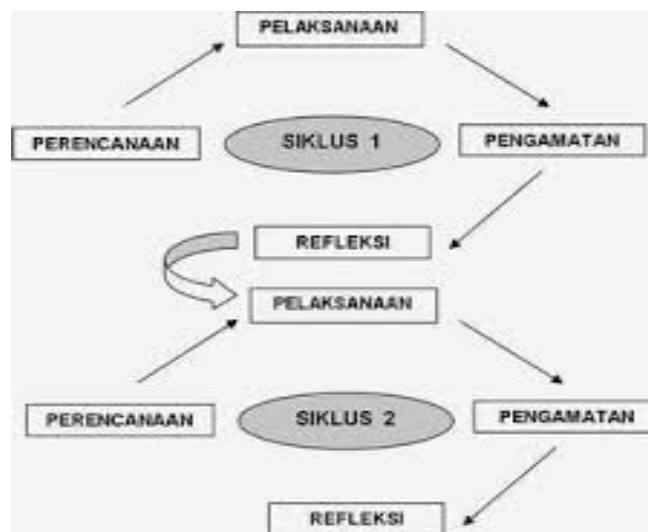 PELAKSANAAN
PERENCANAAN
SIKLUS 1
PENGAMATAN
REFLEKSI
PELAKSANAAN
PERENCANAAN
SIKLUS 2
PENGAMATAN
REFLEKSI